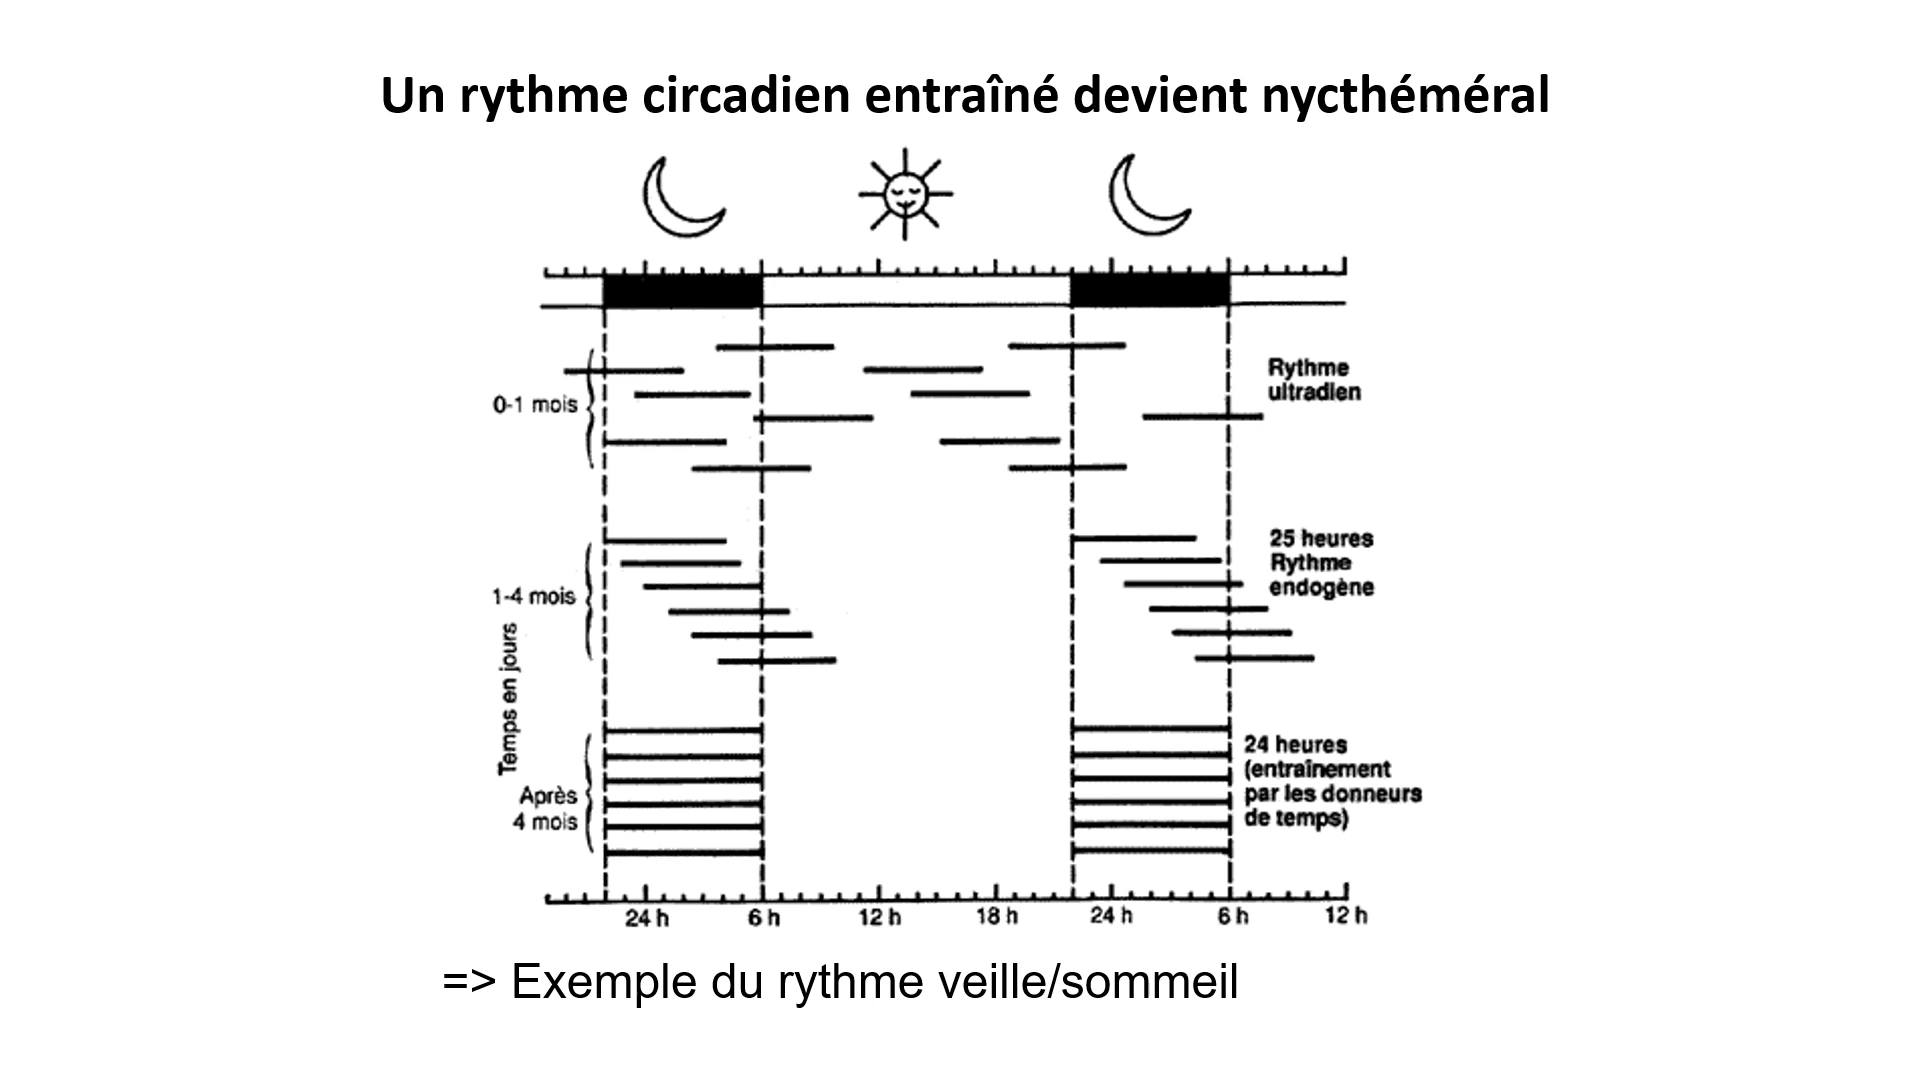 Un rythme circadien entraîné devient nycthéméral
0-1 mois
Rythme
ultradien
1-4 mois
25 heures
Rythme
endogène
Temps en jours
Après
4 mois
24 heures
(entraînement
par les donneurs
de temps)
24 h 6 h 12 h 18 h 24 h 6 h 12 h
=> Exemple du rythme veille/sommeil